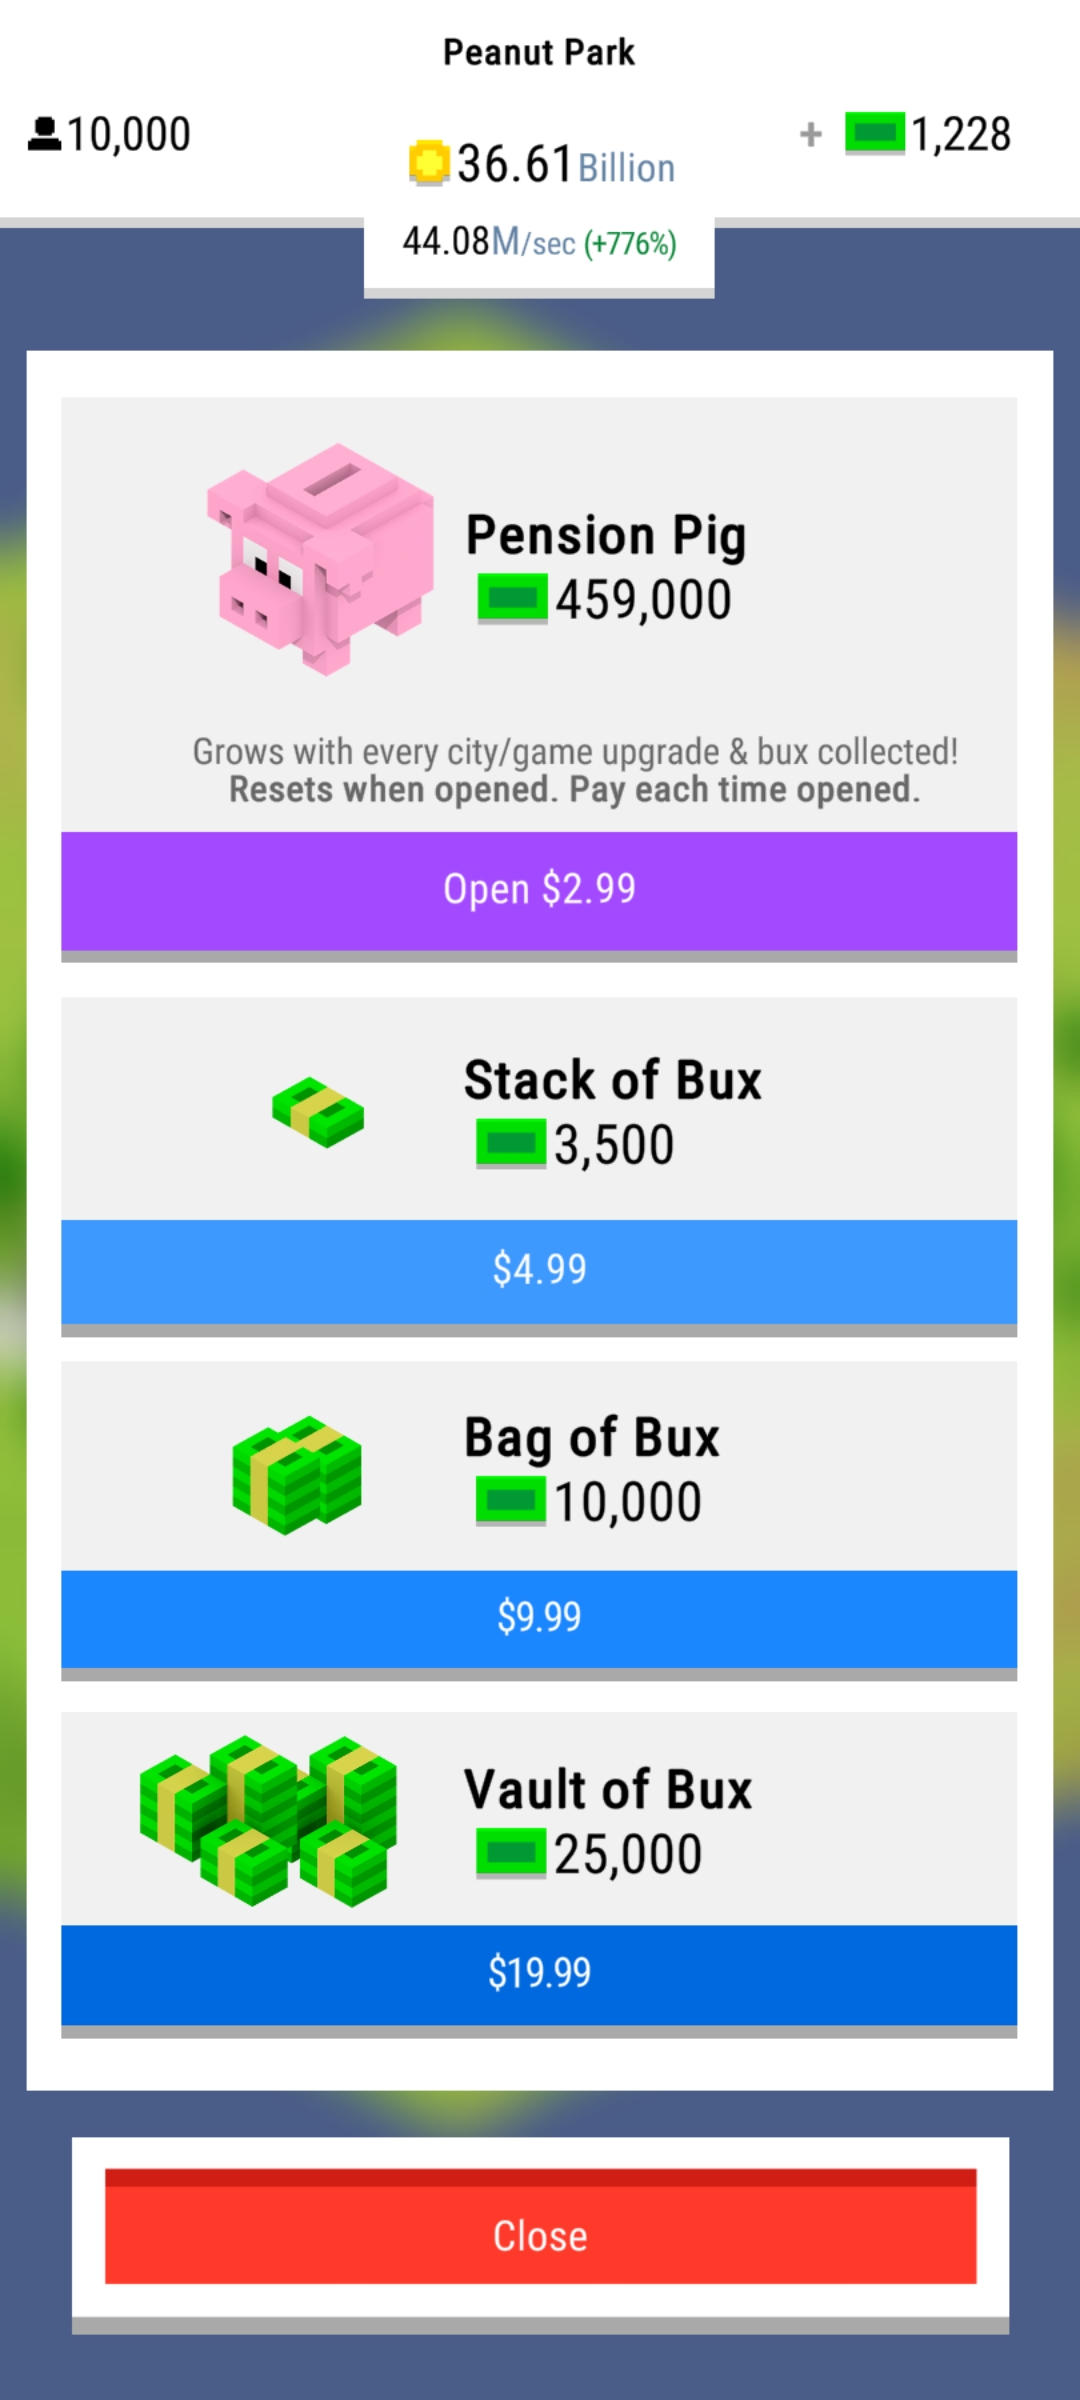 Peanut Park
10,000
+ 1,228
36.61Billion
44.08M/sec (+776%)
Pension Pig
459,000
Grows with every city/game upgrade & bux collected!
Resets when opened. Pay each time opened.
Open $2.99
Stack of Bux
3,500
$4.99
Bag of Bux
10,000
$9.99
Vault of Bux
25,000
$19.99
Close